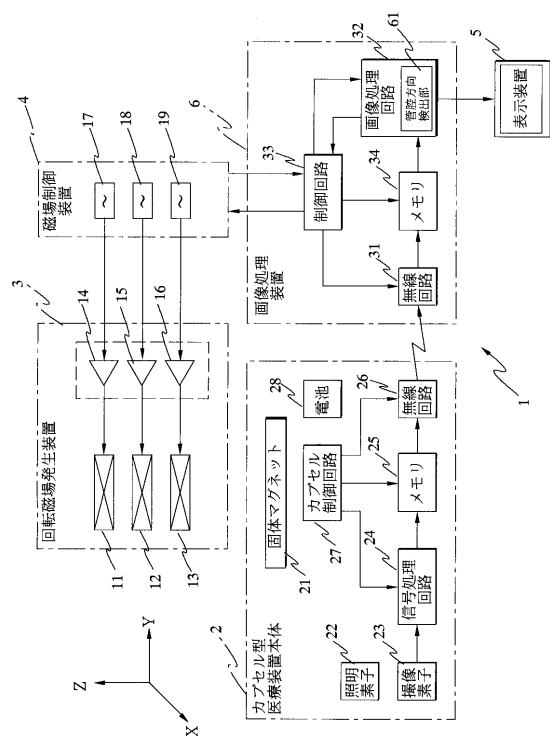 Z
Y
X
回転磁場発生装置
3
14
15
16
11
12
13
磁場制御
装置
4
17
~
18
~
19
~
カプセル型
医療装置本体
2
固体マグネット
21
28
電池
カプセル
制御回路
27
22
照明
素子
23
撮像素子
24
信号処理
回路
25
メモリ
26
無線
回路
画像処理
装置
6
33
制御回路
32
画像処理
回路
61
管腔方向
検出部
34
メモリ
31
無線
回路
5
表示装置
1